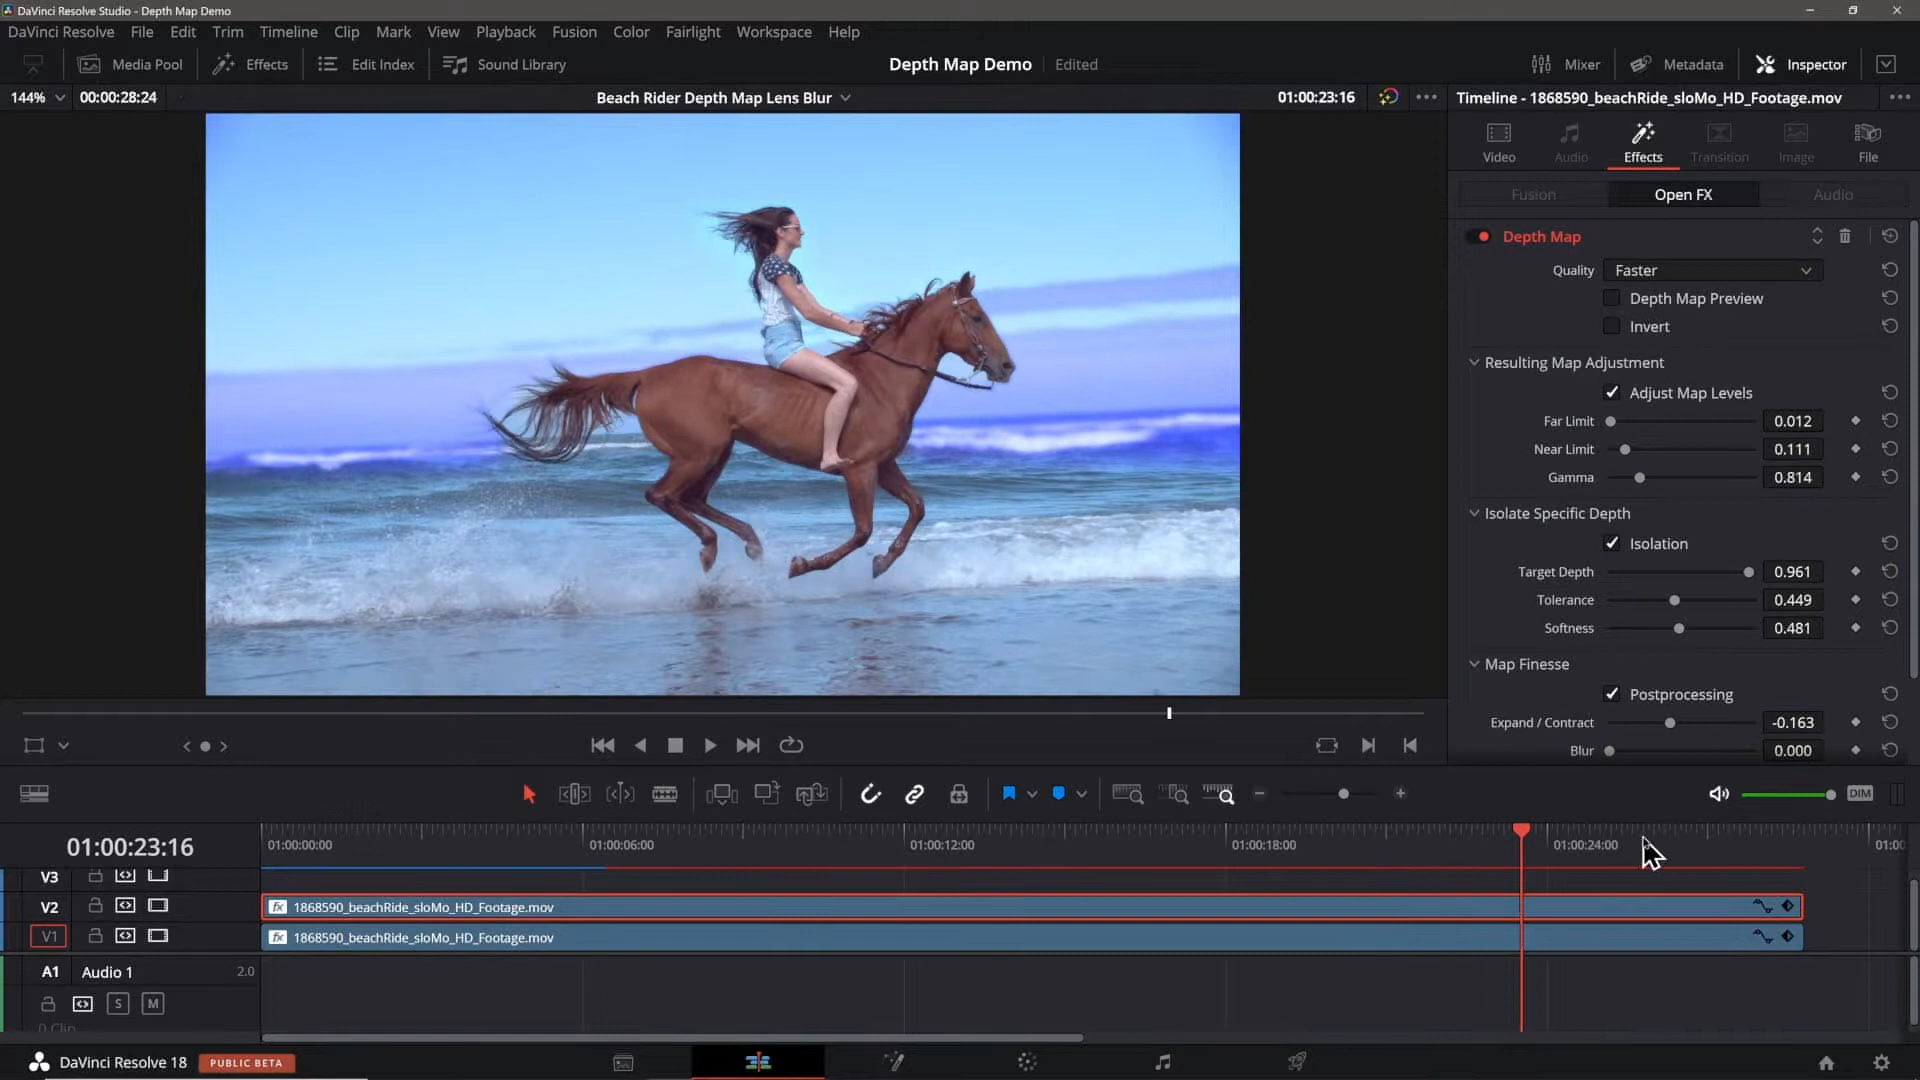 DaVinci Resolve Studio - Depth Map Demo
DaVinci Resolve File Edit Trim Timeline Clip Mark View Playback Fusion Color Fairlight Workspace Help
Media Pool Effects Edit Index Sound Library Depth Map Demo Edited Mixer Metadata Inspector
144% 00:00:28:24 Beach Rider Depth Map Lens Blur 01:00:23:16 Timeline - 1868590_beachRide_sloMo_HD_Footage.mov
Video Audio Effects Transition Image File
Fusion Open FX Audio
Depth Map
Quality Faster
Depth Map Preview
Invert
Resulting Map Adjustment
Adjust Map Levels
Far Limit 0.012
Near Limit 0.111
Gamma 0.814
Isolate Specific Depth
Isolation
Target Depth 0.961
Tolerance 0.449
Softness 0.481
Map Finesse
Postprocessing
Expand / Contract -0.163
Blur 0.000
DIM
01:00:23:16 01:00:00:00 01:00:06:00 01:00:12:00 01:00:18:00 01:00:24:00 01:00
V3
V2 fx 1868590_beachRide_sloMo_HD_Footage.mov
V1 fx 1868590_beachRide_sloMo_HD_Footage.mov
A1 Audio 1 2.0
S M
0 Clip
DaVinci Resolve 18 PUBLIC BETA